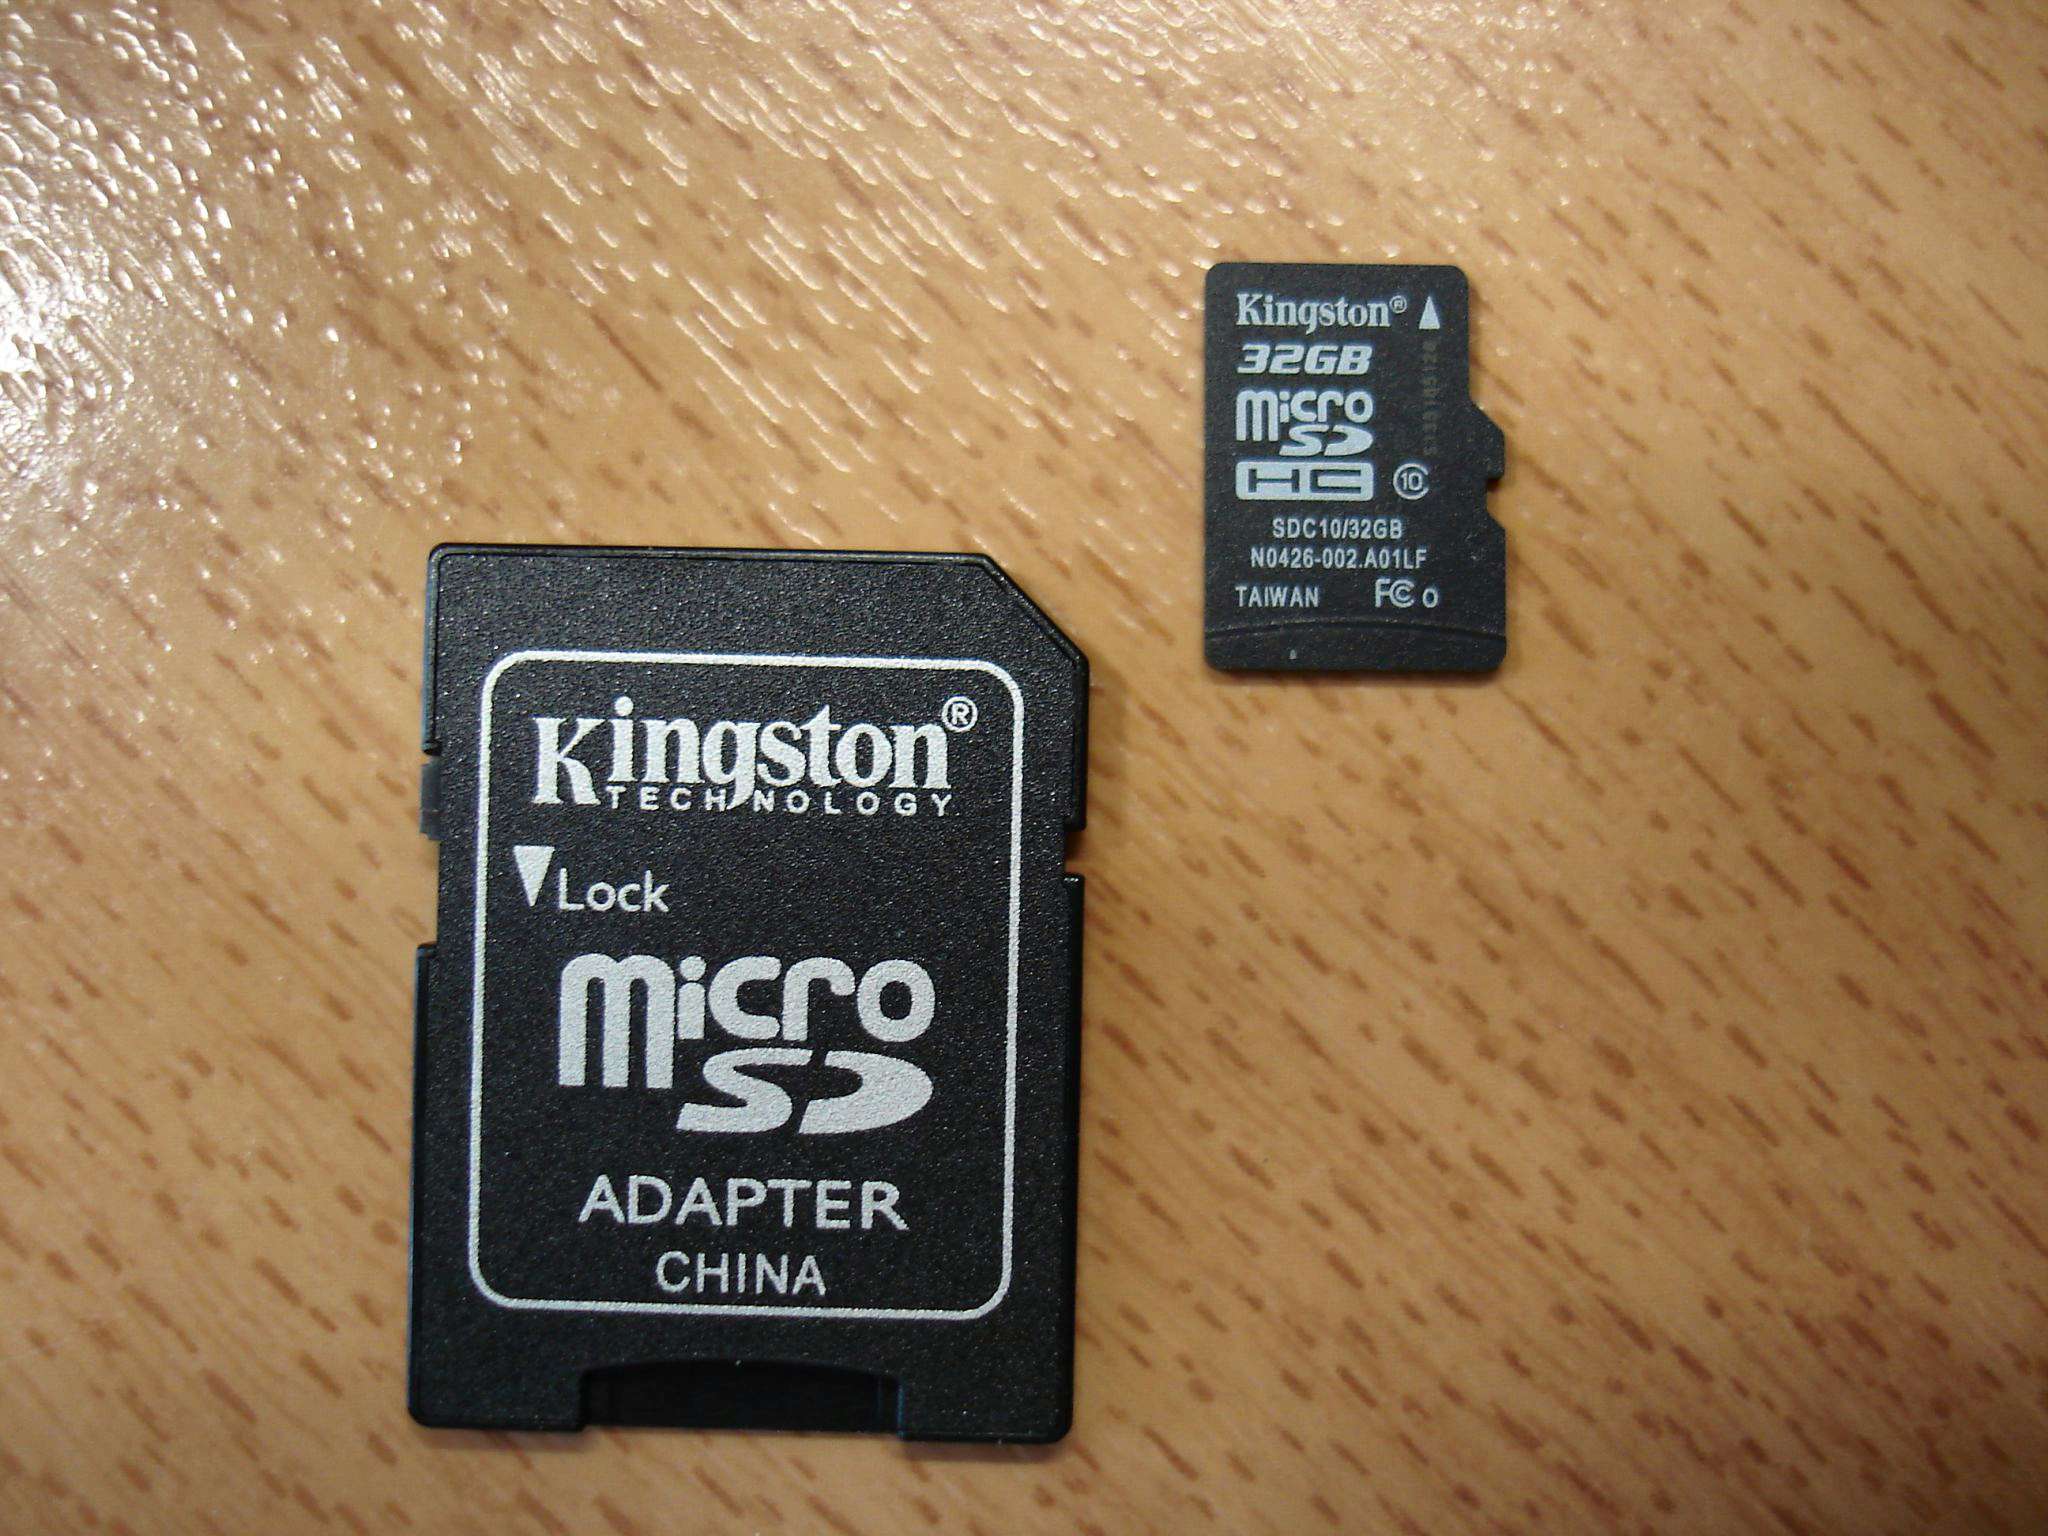 Kingston®
TECHNOLOGY
Lock
micro
SD
ADAPTER
CHINA
Kingston®
32GB
micro
SD
HC 10
SDC10/32GB
N0426-002.A01LF
TAIWAN FC O